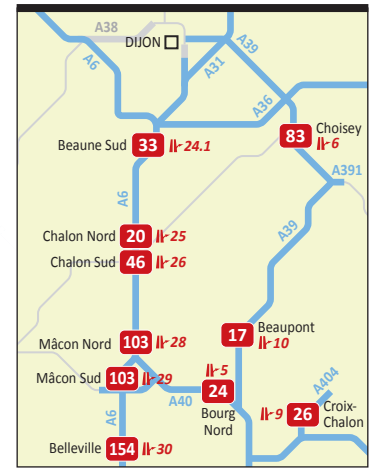 A38
DIJON
A6
A31
A39
A36
Beaune Sud 33 24.1
83 Choisey
6
A391
A6
A39
Chalon Nord 20 25
Chalon Sud 46 26
17 Beaupont
10
Mâcon Nord 103 28
Mâcon Sud 103 29
5
24
Bourg
Nord
A40
A404
9 26 Croix-
Chalon
A6
Belleville 154 30